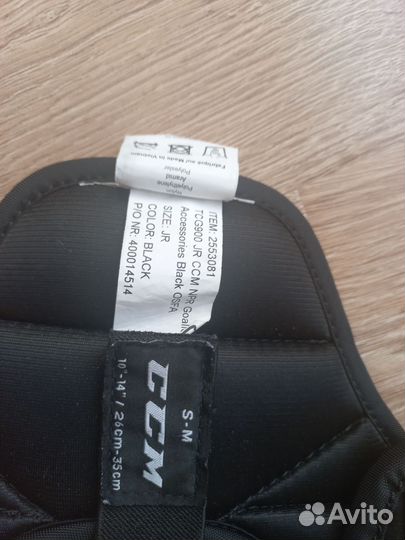 Fabriqué au/ Made in Vietnam
Polyester
Aramid
Polyethylene
Nylon
ITEM: 2553081
TCG900 JR CCM NPR Goal
Accessories Black OSFA
SIZE: JR
COLOR: BLACK
P/O NR: 400014514
S-M
CCM
10"-14" / 26cm-35cm
Avito